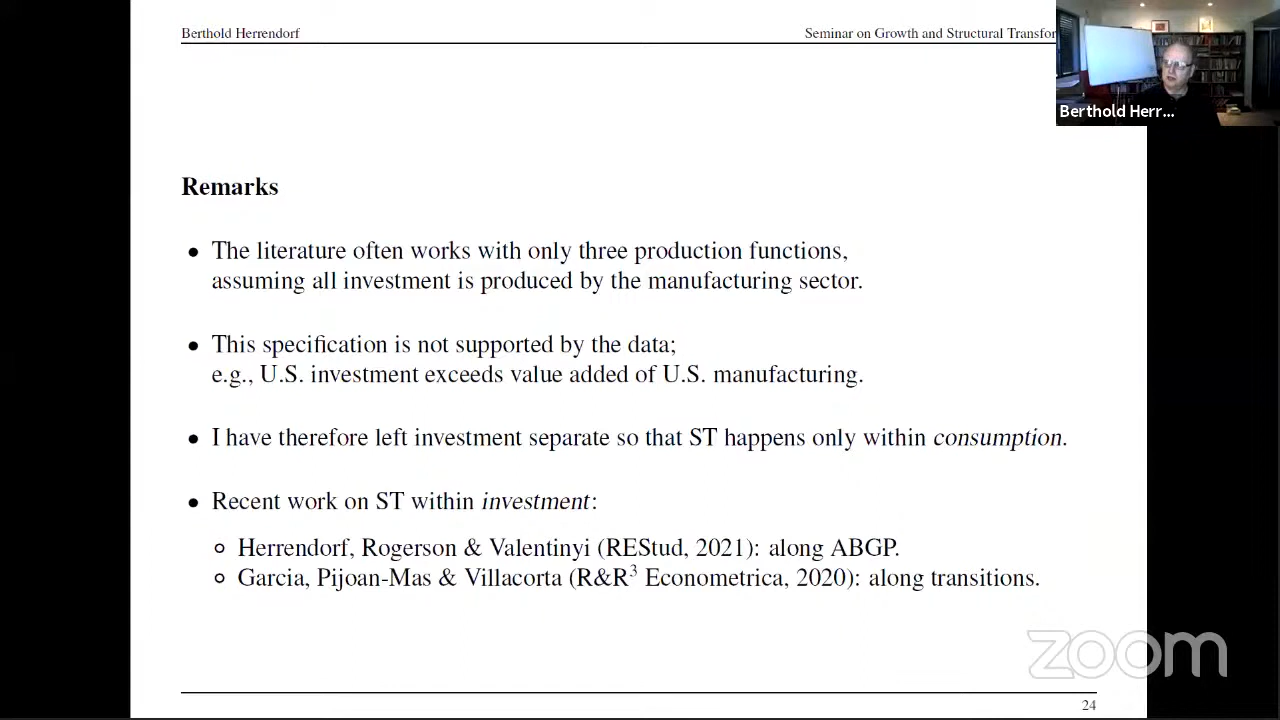 Berthold Herrendorf
Seminar on Growth and Structural Transfor
Berthold Herr...
Remarks
• The literature often works with only three production functions,
assuming all investment is produced by the manufacturing sector.
• This specification is not supported by the data;
e.g., U.S. investment exceeds value added of U.S. manufacturing.
• I have therefore left investment separate so that ST happens only within consumption.
• Recent work on ST within investment:
∘ Herrendorf, Rogerson & Valentinyi (REStud, 2021): along ABGP.
∘ Garcia, Pijoan-Mas & Villacorta (R&R³ Econometrica, 2020): along transitions.
zoom
24